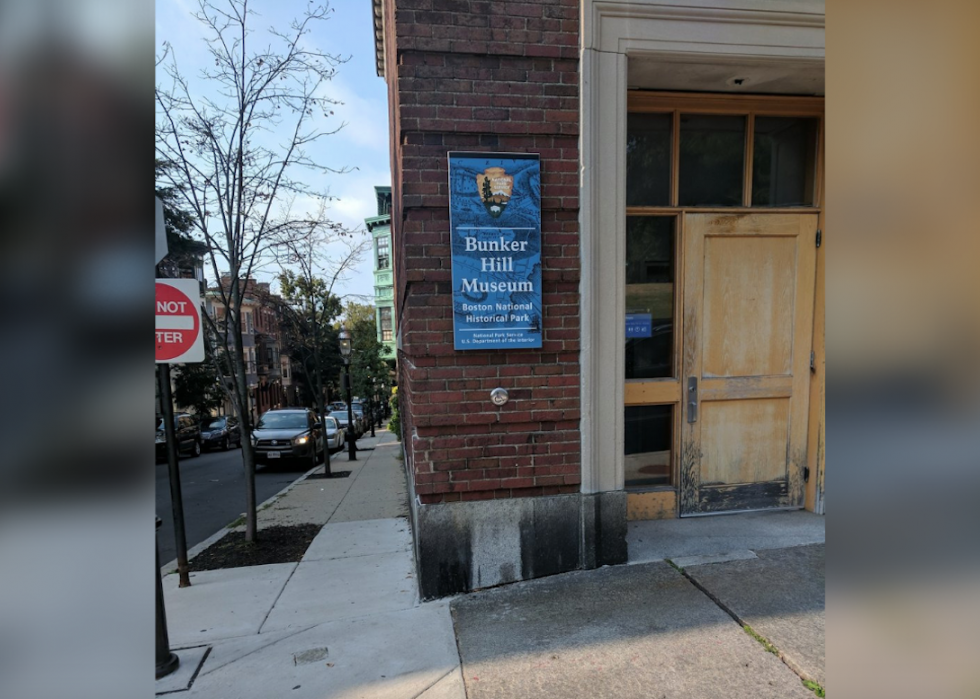 Bunker
Hill
Museum
Boston National
Historical Park
National Park Service
U.S. Department of the Interior
NOT
TER